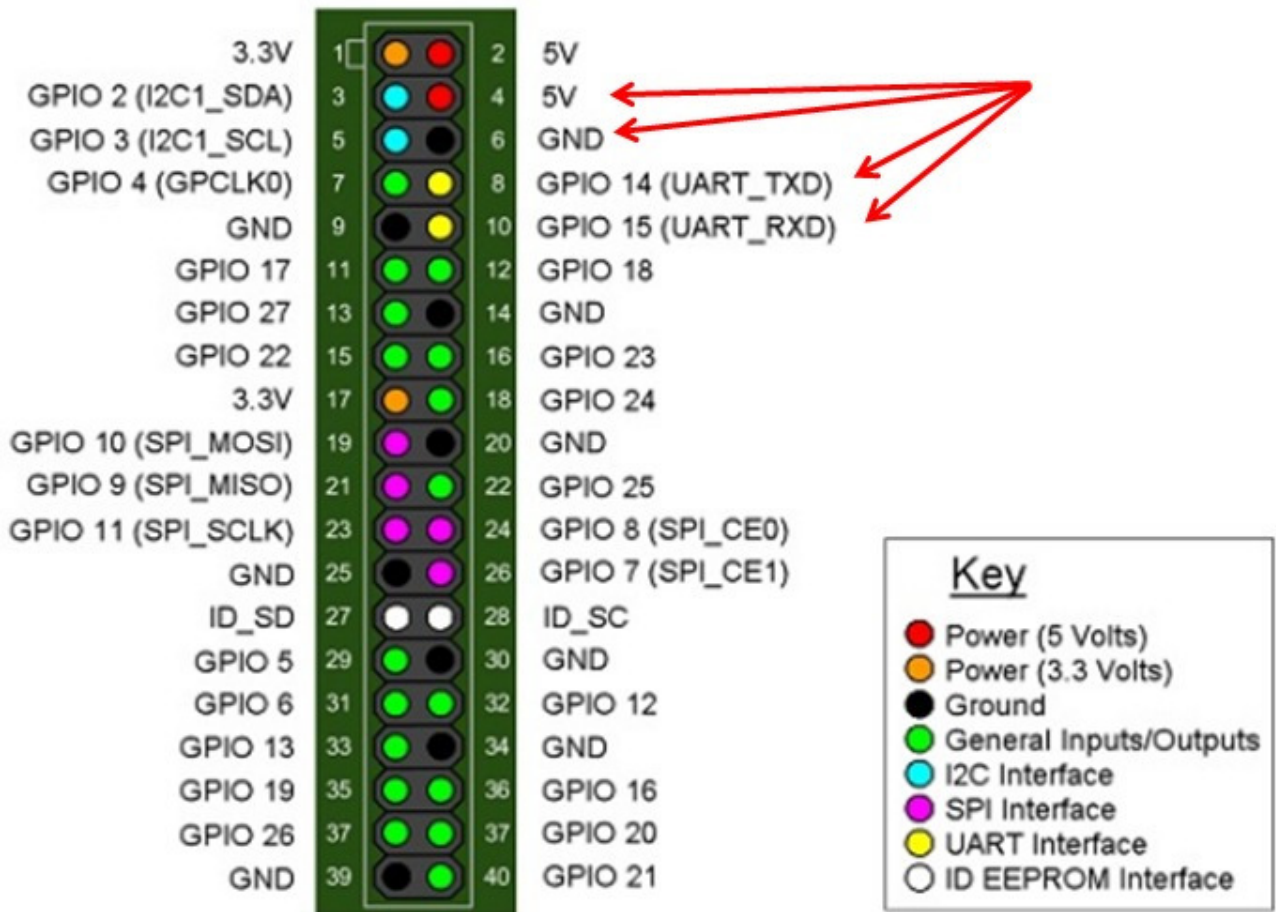 3.3V 1 2 5V
GPIO 2 (I2C1_SDA) 3 4 5V
GPIO 3 (I2C1_SCL) 5 6 GND
GPIO 4 (GPCLK0) 7 8 GPIO 14 (UART_TXD)
GND 9 10 GPIO 15 (UART_RXD)
GPIO 17 11 12 GPIO 18
GPIO 27 13 14 GND
GPIO 22 15 16 GPIO 23
3.3V 17 18 GPIO 24
GPIO 10 (SPI_MOSI) 19 20 GND
GPIO 9 (SPI_MISO) 21 22 GPIO 25
GPIO 11 (SPI_SCLK) 23 24 GPIO 8 (SPI_CE0)
GND 25 26 GPIO 7 (SPI_CE1)
ID_SD 27 28 ID_SC
GPIO 5 29 30 GND
GPIO 6 31 32 GPIO 12
GPIO 13 33 34 GND
GPIO 19 35 36 GPIO 16
GPIO 26 37 37 GPIO 20
GND 39 40 GPIO 21
Key
Power (5 Volts)
Power (3.3 Volts)
Ground
General Inputs/Outputs
I2C Interface
SPI Interface
UART Interface
ID EEPROM Interface